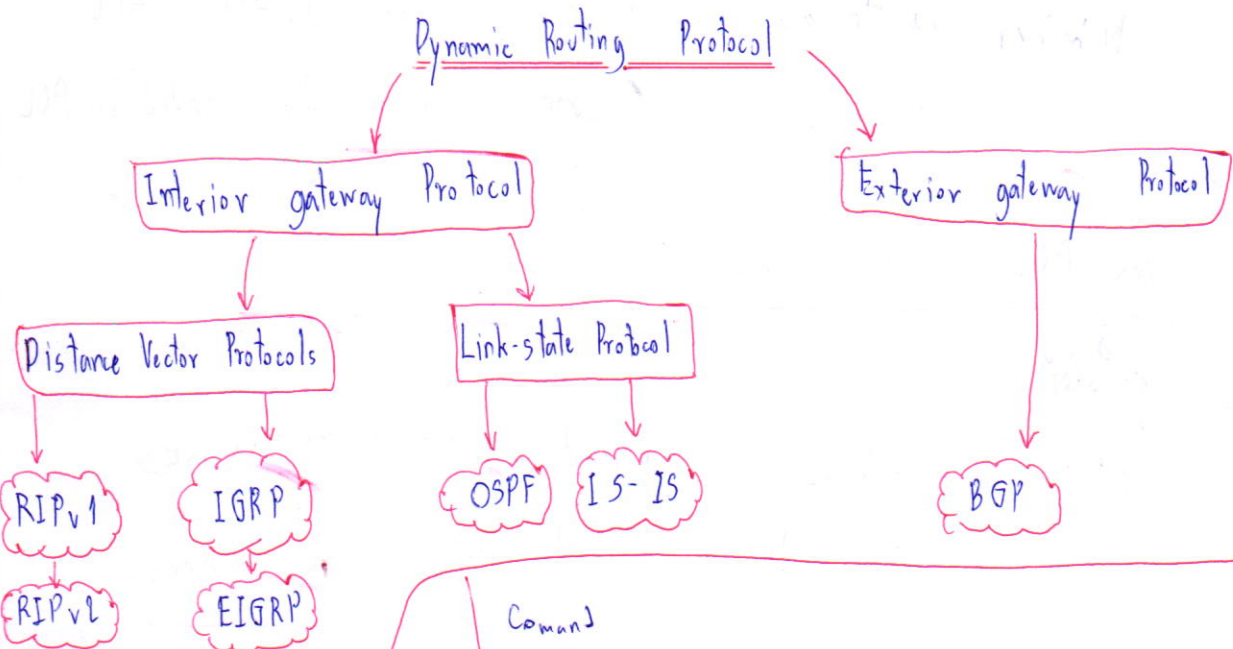 Dynamic Routing Protocol
Interior gateway Protocol
Exterior gateway Protocol
Distance Vector Protocols
Link-state Protocol
RIPv1
IGRP
OSPF
IS-IS
BGP
RIPv2
EIGRP
Comand